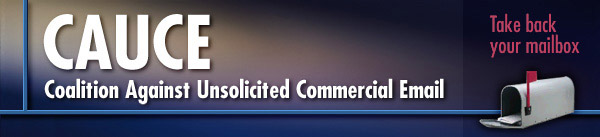 CAUCE
Coalition Against Unsolicited Commercial Email
Take back
your mailbox